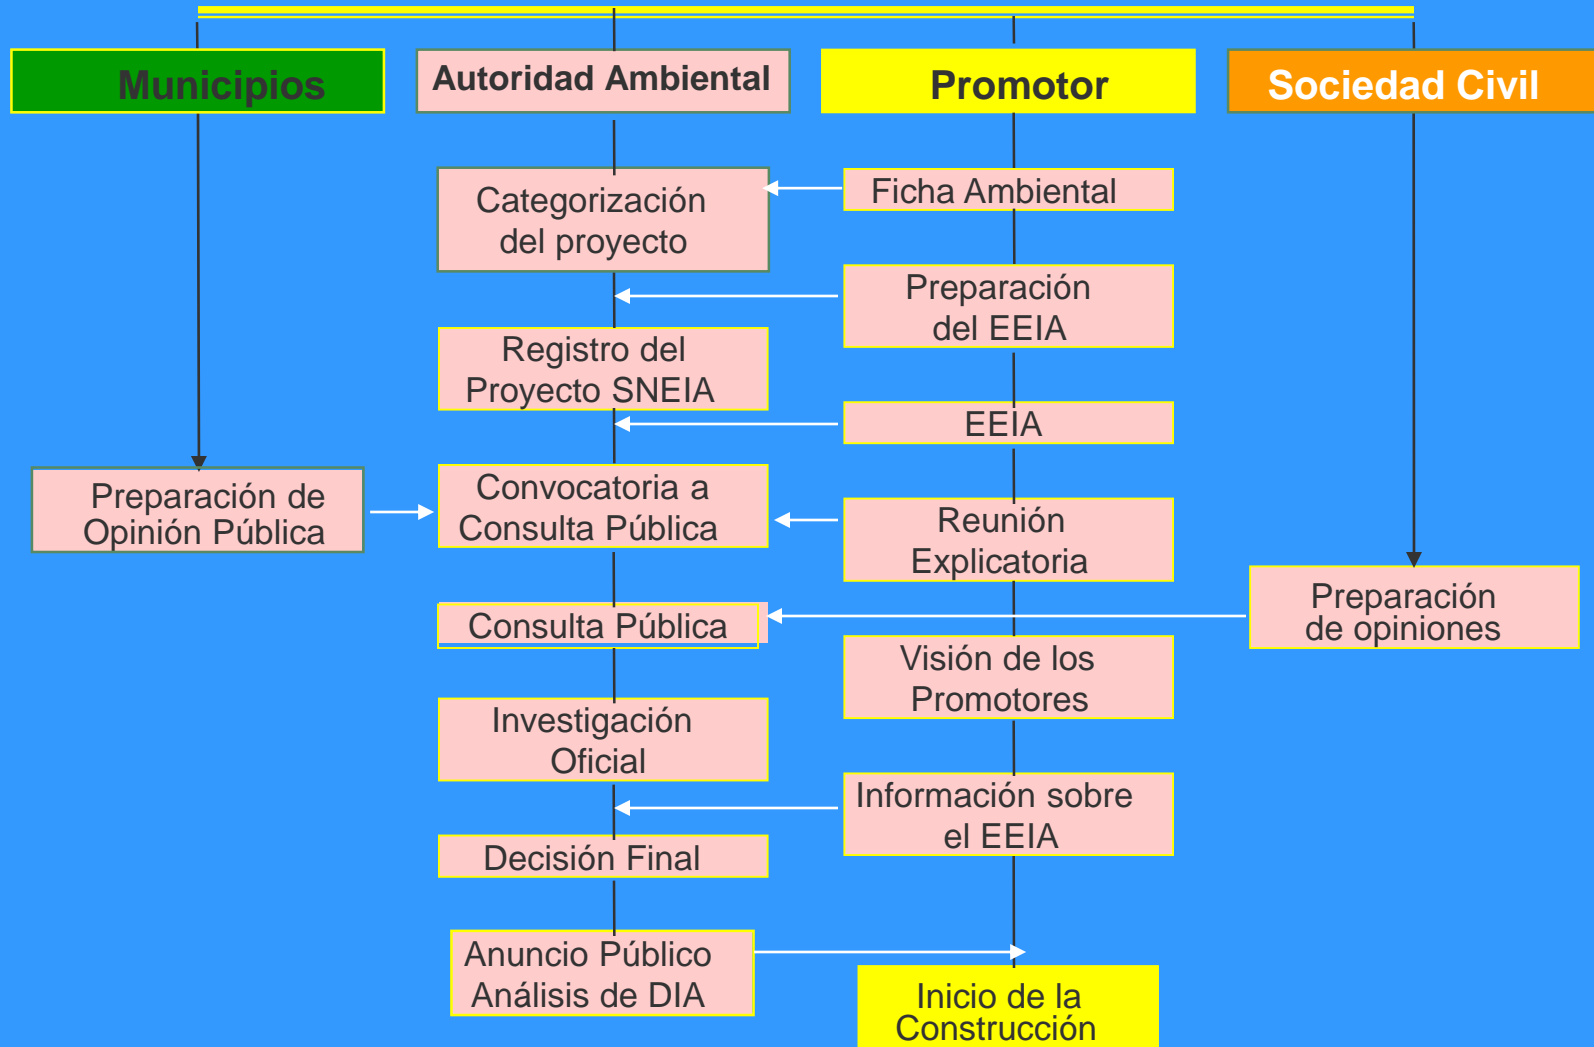 Municipios
Autoridad Ambiental
Promotor
Sociedad Civil
Categorización
del proyecto
Ficha Ambiental
Preparación
del EEIA
Registro del
Proyecto SNEIA
EEIA
Preparación de
Opinión Pública
Convocatoria a
Consulta Pública
Reunión
Explicatoria
Preparación
de opiniones
Consulta Pública
Visión de los
Promotores
Investigación
Oficial
Información sobre
el EEIA
Decisión Final
Anuncio Público
Análisis de DIA
Inicio de la
Construcción